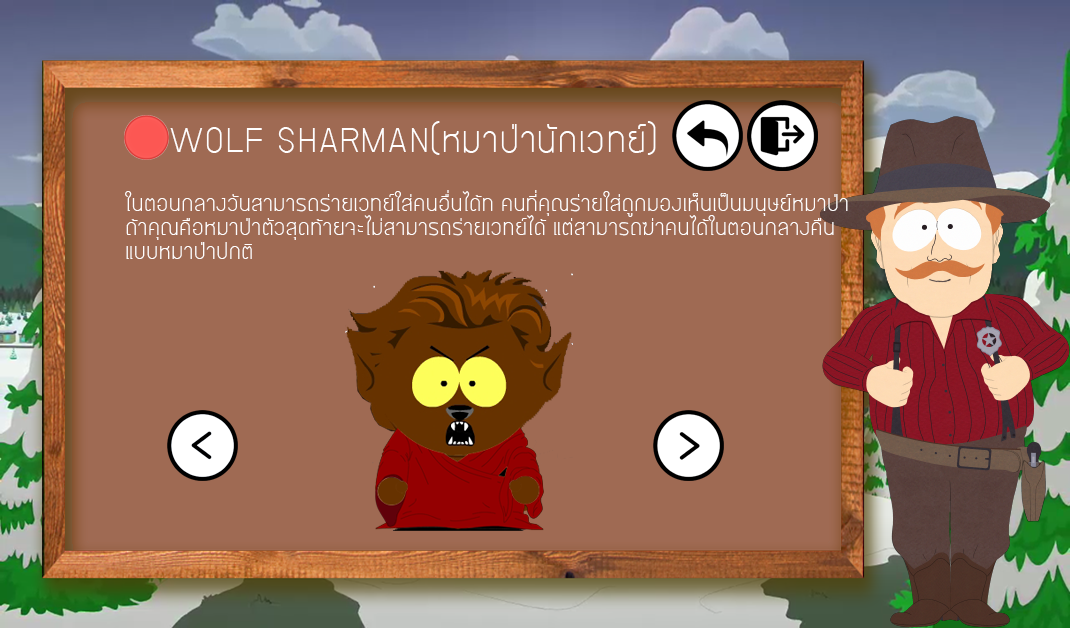 WOLF SHARMAN(หมาป่านักเวทย์)
ในตอนกลางวันสามารถร่ายเวทย์ใส่คนอื่นได้ท คนที่คุณร่ายใส่ถูกมองเห็นเป็นมนุษย์หมาป่า
ถ้าคุณคือหมาป่าตัวสุดท้ายจะไม่สามารถร่ายเวทย์ได้ แต่สามารถฆ่าคนได้ในตอนกลางคืน
แบบหมาป่าปกติ